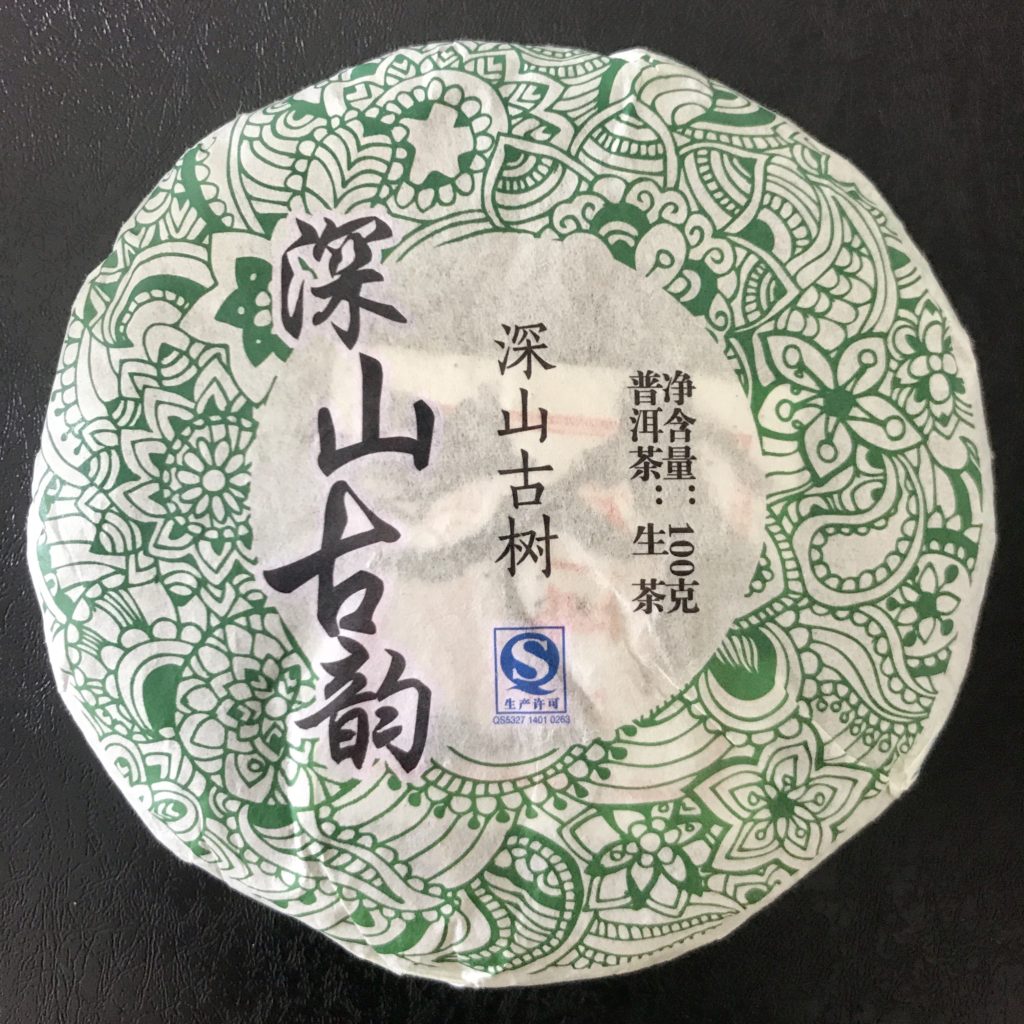 深山古韵
深山古树
净含量：100克
普洱茶：生 茶
生产许可
QS5327 1401 0263